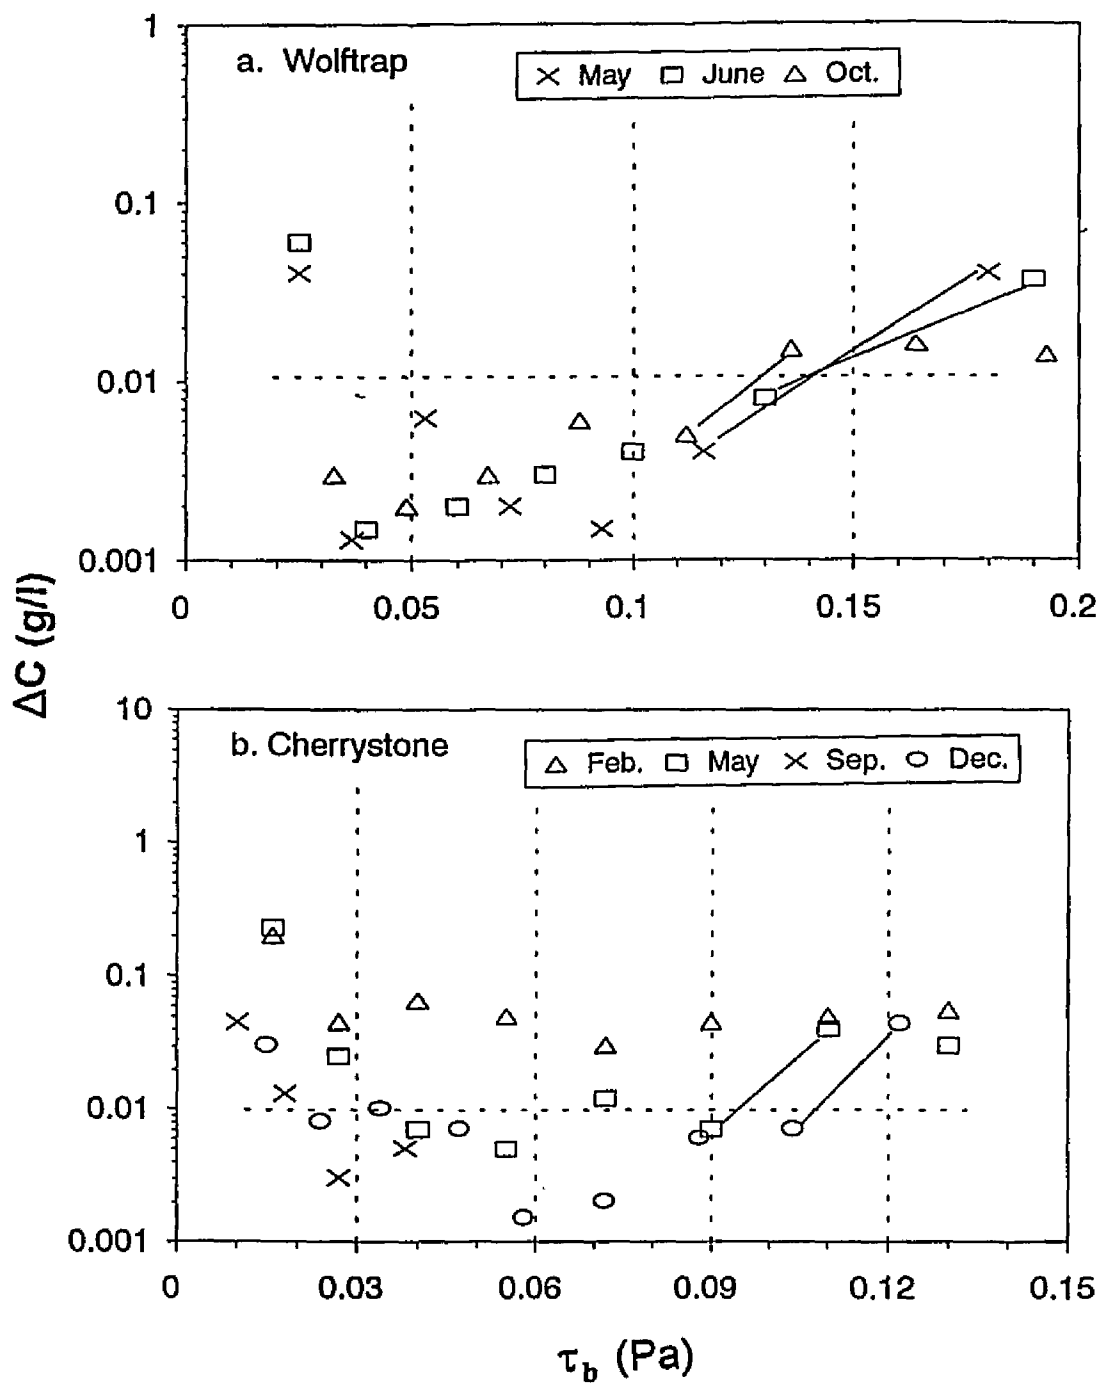 1
a. Wolftrap
May June Oct.
0.1
0.01
0.001
0 0.05 0.1 0.15 0.2
ΔC (g/l)
10
b. Cherrystone
Feb. May Sep. Dec.
1
0.1
0.01
0.001
0 0.03 0.06 0.09 0.12 0.15
τb (Pa)